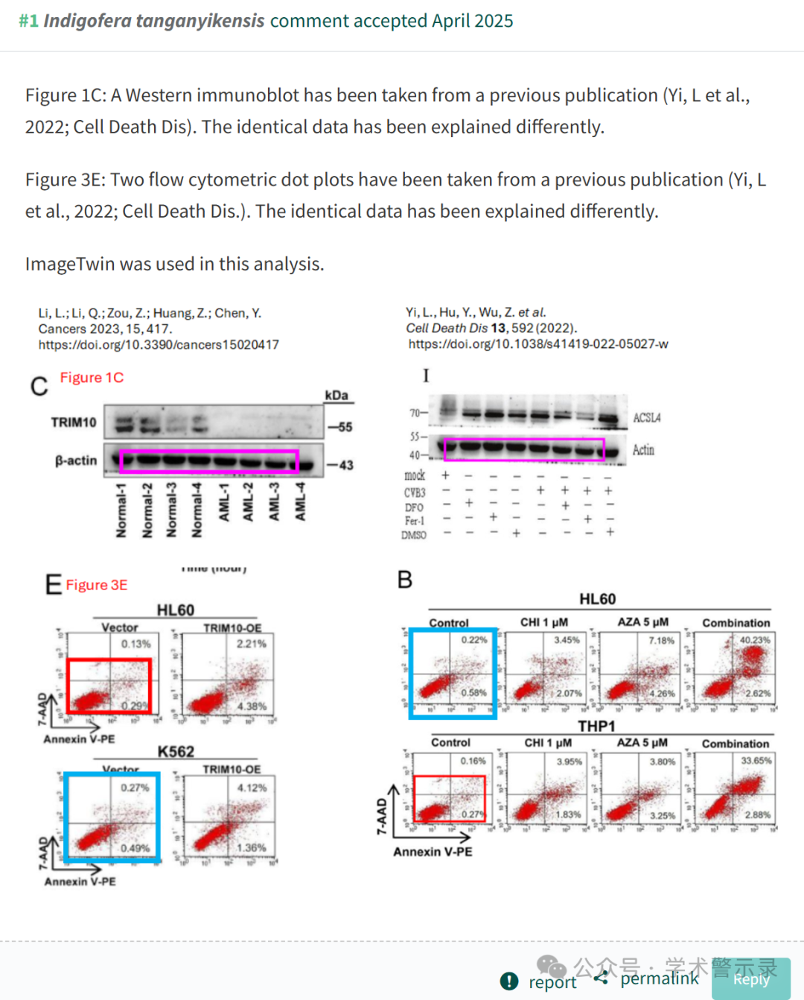 #1 Indigofera tanganyikensis comment accepted April 2025
Figure 1C: A Western immunoblot has been taken from a previous publication (Yi, L et al.,
2022; Cell Death Dis). The identical data has been explained differently.
Figure 3E: Two flow cytometric dot plots have been taken from a previous publication (Yi, L
et al., 2022; Cell Death Dis.). The identical data has been explained differently.
ImageTwin was used in this analysis.
Li, L.; Li, Q.; Zou, Z.; Huang, Z.; Chen, Y.
Cancers 2023, 15, 417.
https://doi.org/10.3390/cancers15020417
Yi, L., Hu, Y., Wu, Z. et al.
Cell Death Dis 13, 592 (2022).
https://doi.org/10.1038/s41419-022-05027-w
C Figure 1C
kDa
TRIM10 —55
β-actin —43
Normal-1 Normal-2 Normal-3 Normal-4 AML-1 AML-2 AML-3 AML-4
I
70— ACSL4
55—
40— Actin
mock + − − − − − − −
CVB3 − − − − + + + +
DFO − + − − − + − −
Fer-1 − − + − − − + −
DMSO − − − + − − − +
E Figure 3E
Time (hour)
HL60
Vector TRIM10-OE
0.13% 2.21%
0.29% 4.38%
7-AAD
Annexin V-PE
K562
Vector TRIM10-OE
0.27% 4.12%
0.49% 1.36%
7-AAD
Annexin V-PE
B
HL60
Control CHI 1 μM AZA 5 μM Combination
0.22% 3.45% 7.18% 40.23%
0.58% 2.07% 4.26% 2.62%
THP1
Control CHI 1 μM AZA 5 μM Combination
0.16% 3.95% 3.80% 33.65%
0.27% 1.83% 3.25% 2.88%
7-AAD
Annexin V-PE
公众号 · 学术警示录
report permalink Reply